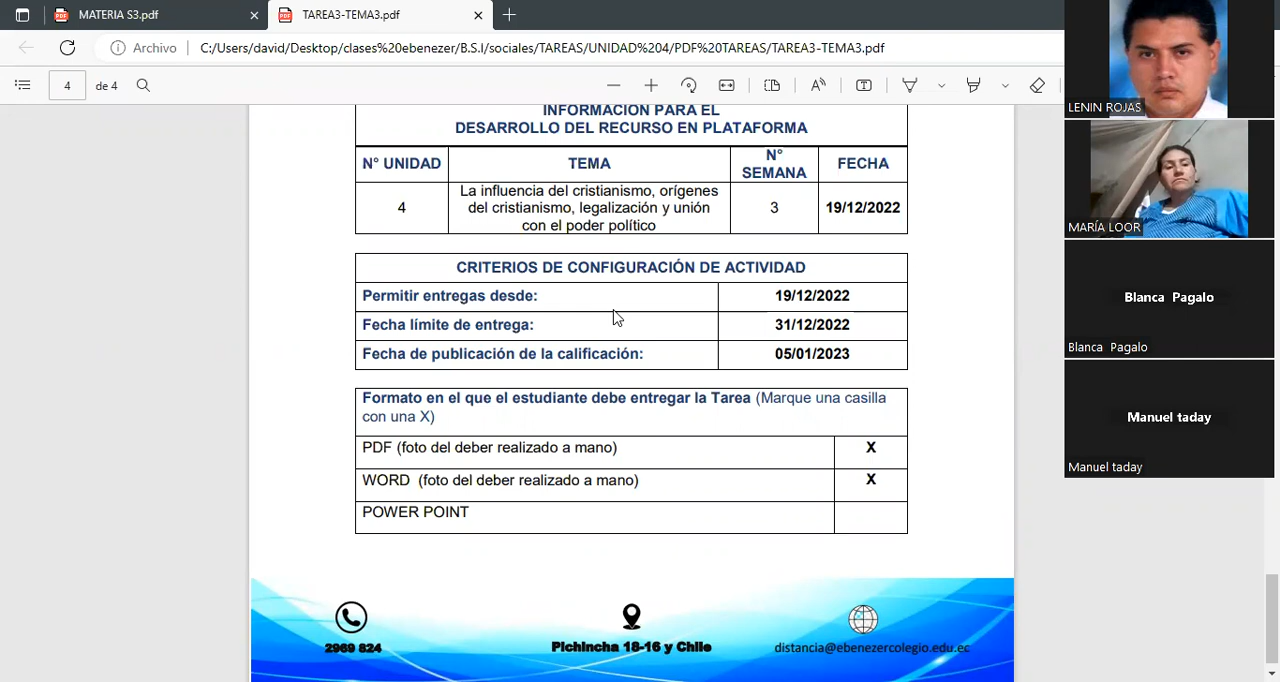 MATERIA S3.pdf
TAREA3-TEMA3.pdf
Archivo
C:/Users/david/Desktop/clases%20ebenezer/B.S.I/sociales/TAREAS/UNIDAD%204/PDF%20TAREAS/TAREA3-TEMA3.pdf
4 de 4
INFORMACIÓN PARA EL
DESARROLLO DEL RECURSO EN PLATAFORMA
N° UNIDAD
TEMA
N°
SEMANA
FECHA
4
La influencia del cristianismo, orígenes
del cristianismo, legalización y unión
con el poder político
3
19/12/2022
CRITERIOS DE CONFIGURACIÓN DE ACTIVIDAD
Permitir entregas desde: 19/12/2022
Fecha límite de entrega: 31/12/2022
Fecha de publicación de la calificación: 05/01/2023
Formato en el que el estudiante debe entregar la Tarea (Marque una casilla
con una X)
PDF (foto del deber realizado a mano) X
WORD (foto del deber realizado a mano) X
POWER POINT
2969 824
Pichincha 18-16 y Chile
distancia@ebenezercolegio.edu.ec
LENIN ROJAS
MARÍA LOOR
Blanca Pagalo
Blanca Pagalo
Manuel taday
Manuel taday